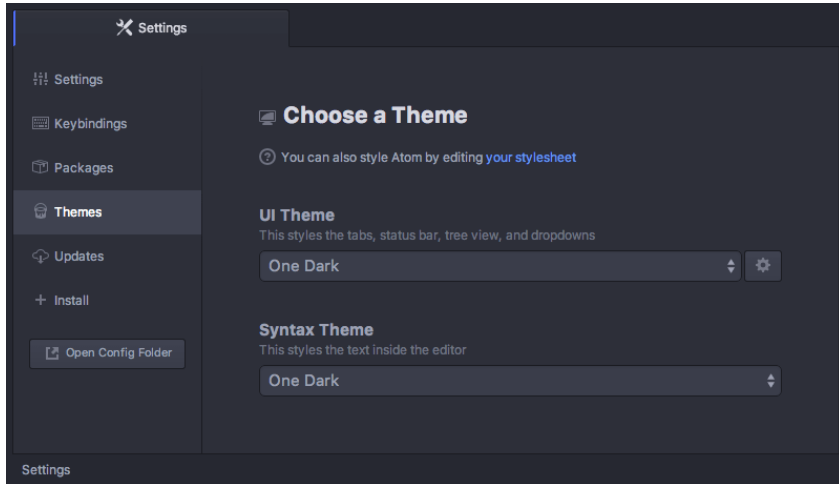 Settings
Settings
Keybindings
Packages
Themes
Updates
+ Install
Open Config Folder
Choose a Theme
? You can also style Atom by editing your stylesheet
UI Theme
This styles the tabs, status bar, tree view, and dropdowns
One Dark
Syntax Theme
This styles the text inside the editor
One Dark
Settings